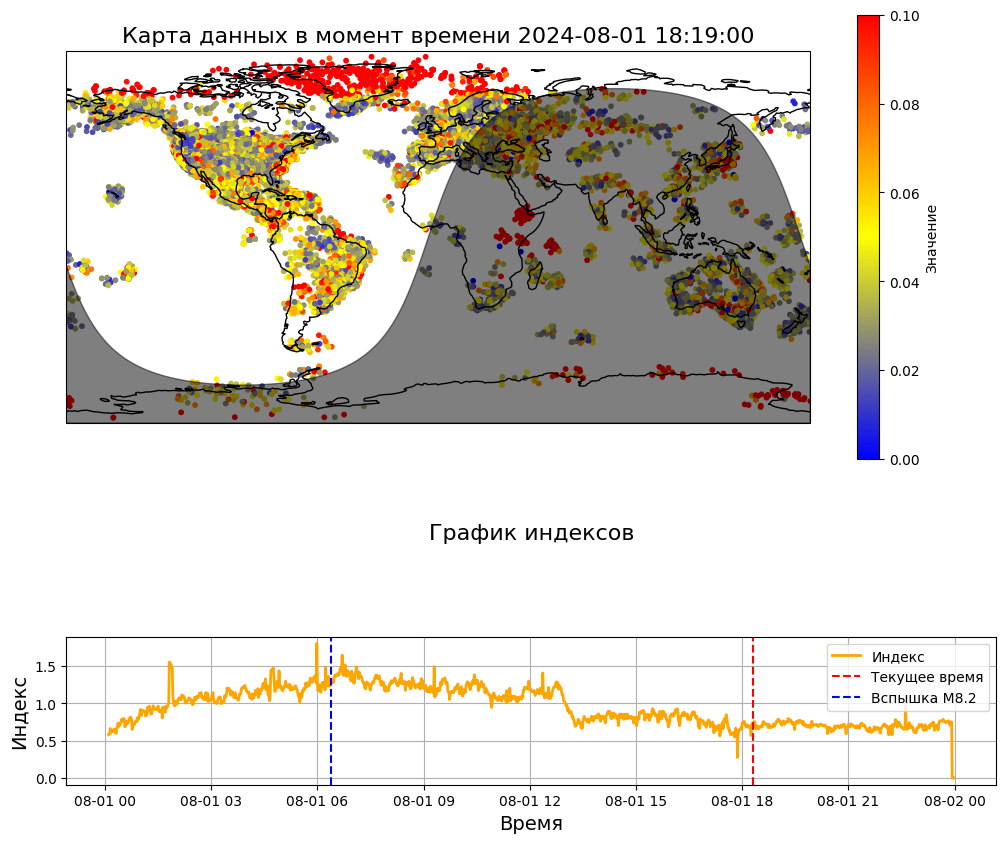 Карта данных в момент времени 2024-08-01 18:19:00
0.10
0.08
0.06
0.04
0.02
0.00
Значение
График индексов
Индекс
1.5
1.0
0.5
0.0
Индекс
Текущее время
Вспышка M8.2
08-01 00
08-01 03
08-01 06
08-01 09
08-01 12
08-01 15
08-01 18
08-01 21
08-02 00
Время